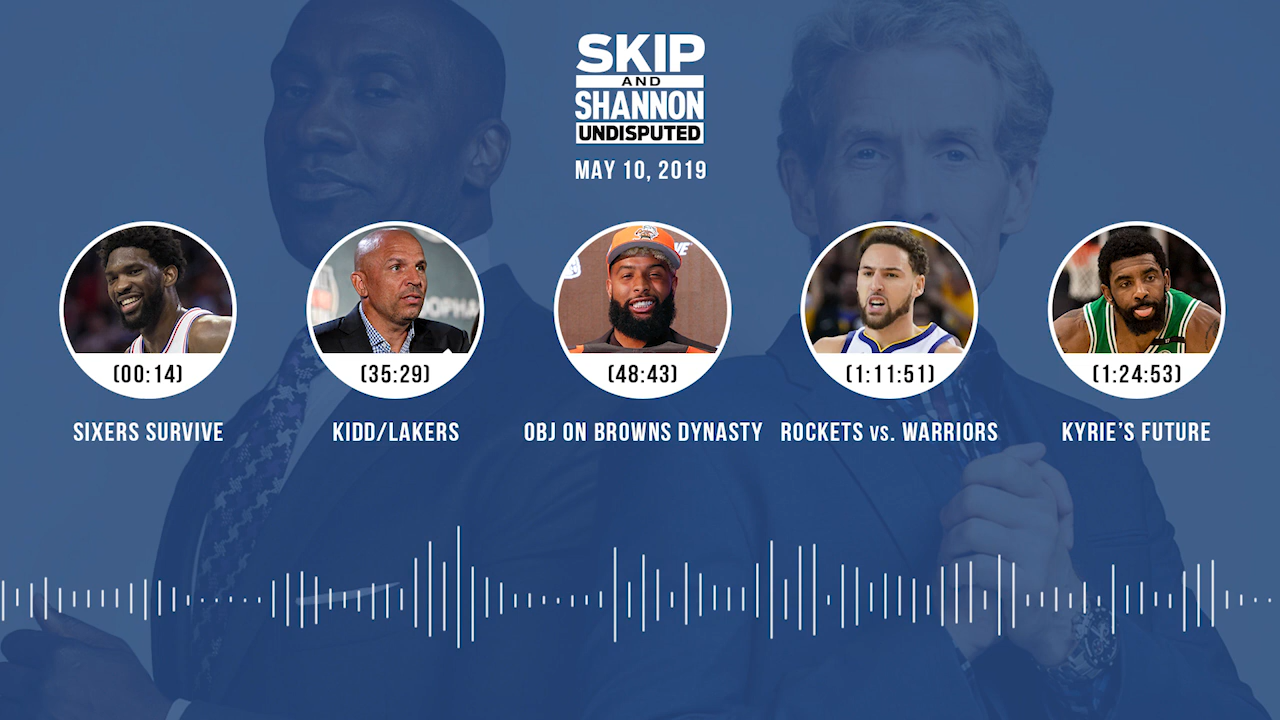 SKIP
AND
SHANNON
UNDISPUTED
MAY 10, 2019
(00:14)
(35:29)
(48:43)
(1:11:51)
(1:24:53)
SIXERS SURVIVE
KIDD/LAKERS
OBJ ON BROWNS DYNASTY
ROCKETS vs. WARRIORS
KYRIE'S FUTURE